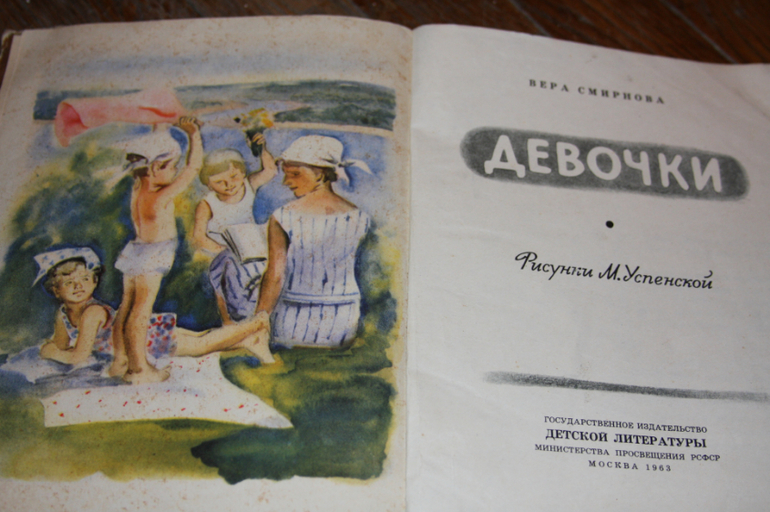 ВЕРА СМИРНОВА
ДЕВОЧКИ
Рисунки М. Успенской
ГОСУДАРСТВЕННОЕ ИЗДАТЕЛЬСТВО
ДЕТСКОЙ ЛИТЕРАТУРЫ
МИНИСТЕРСТВА ПРОСВЕЩЕНИЯ РСФСР
МОСКВА 1963